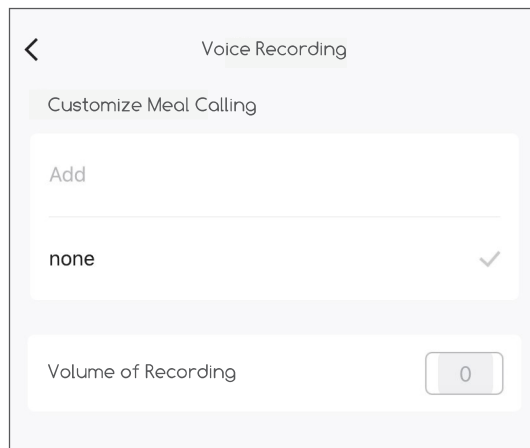 Voice Recording
Customize Meal Calling
Add
none
Volume of Recording 0